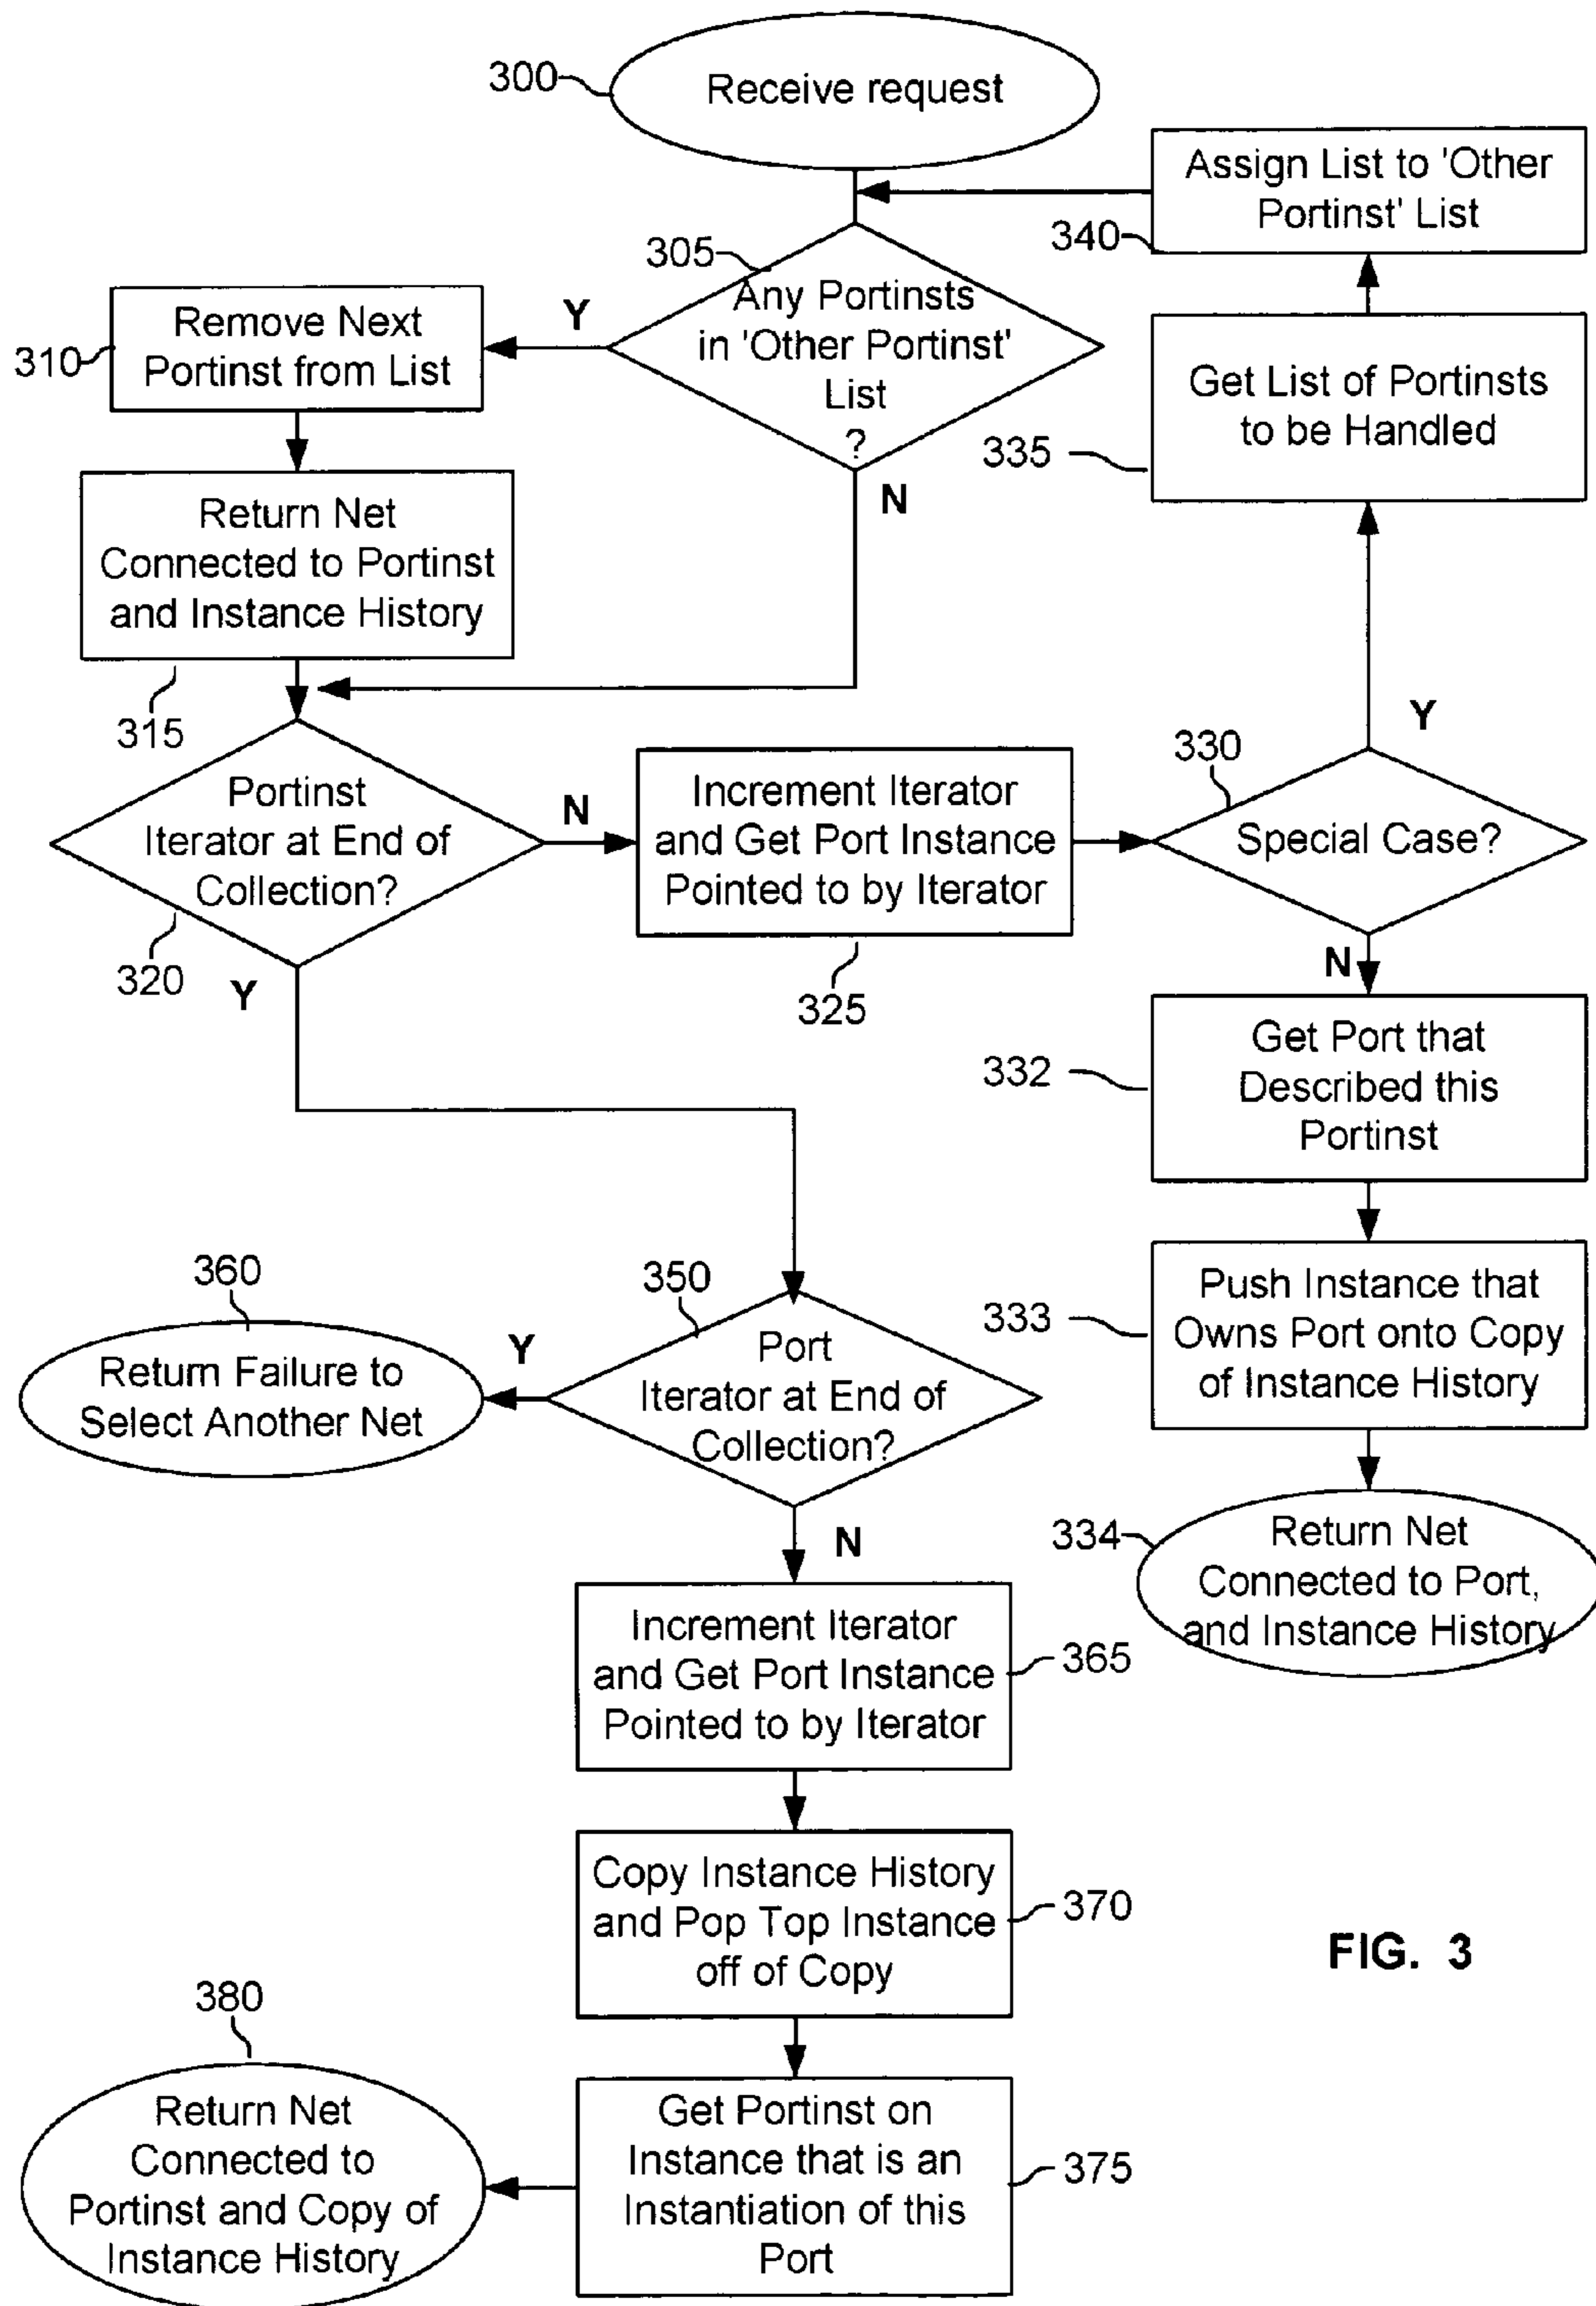 300
Receive request
Assign List to 'Other
Portinst' List
340
305
Any Portinsts
in 'Other Portinst'
List
?
Y
N
Remove Next
Portinst from List
310
Get List of Portinsts
to be Handled
335
Return Net
Connected to Portinst
and Instance History
315
Portinst
Iterator at End of
Collection?
320
N
Y
Increment Iterator
and Get Port Instance
Pointed to by Iterator
325
330
Special Case?
Y
N
332
Get Port that
Described this
Portinst
333
Push Instance that
Owns Port onto Copy
of Instance History
334
Return Net
Connected to Port,
and Instance History
350
Port
Iterator at End of
Collection?
Y
N
360
Return Failure to
Select Another Net
Increment Iterator
and Get Port Instance
Pointed to by Iterator
365
Copy Instance History
and Pop Top Instance
off of Copy
370
FIG. 3
Get Portinst on
Instance that is an
Instantiation of this
Port
375
380
Return Net
Connected to
Portinst and Copy of
Instance History